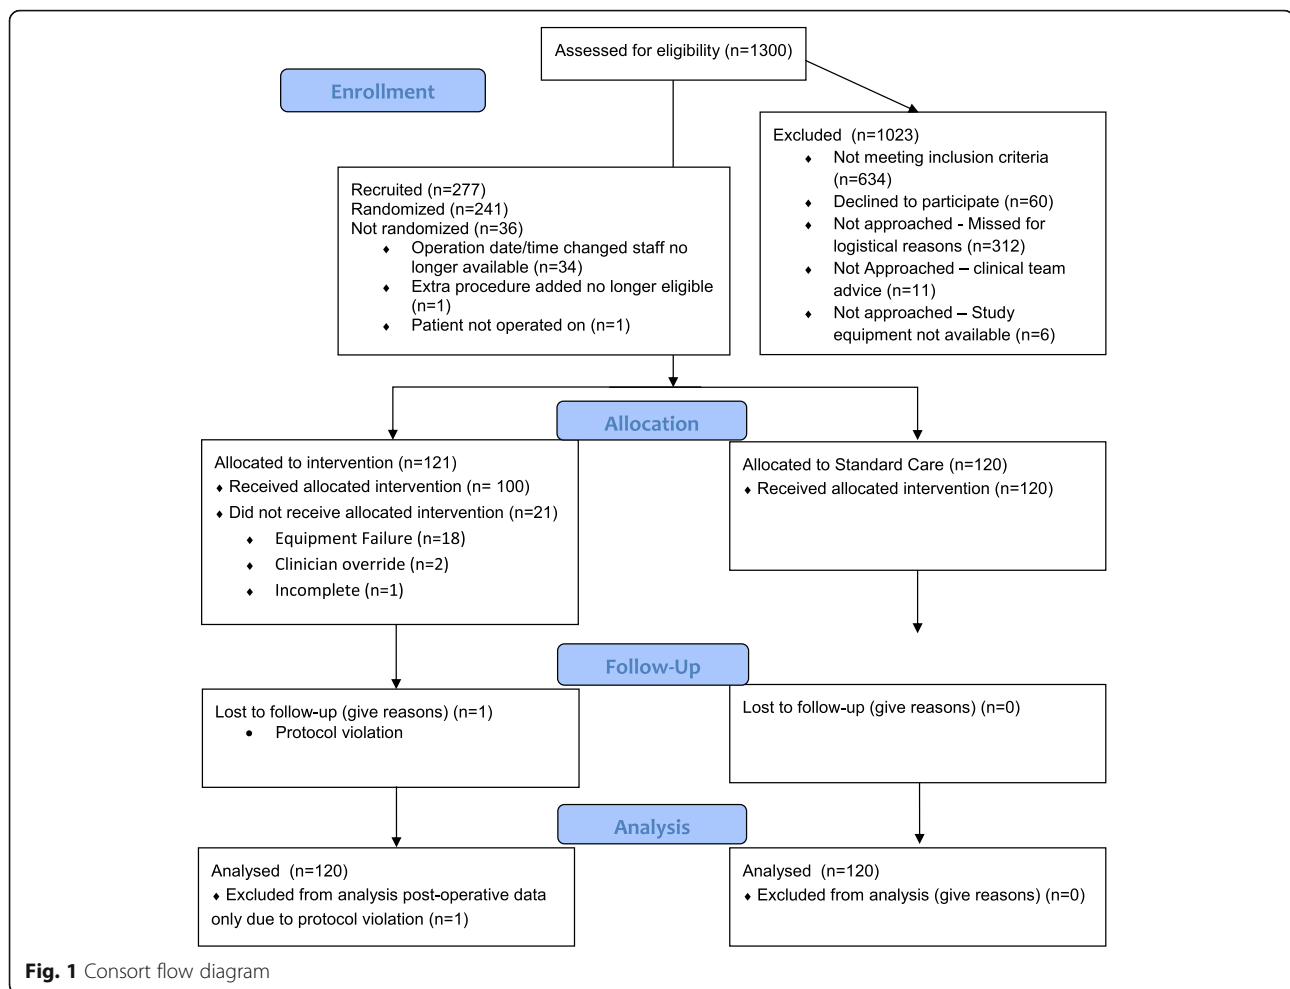 Assessed for eligibility (n=1300)
Enrollment
Excluded (n=1023)
♦ Not meeting inclusion criteria
(n=634)
♦ Declined to participate (n=60)
♦ Not approached - Missed for
logistical reasons (n=312)
♦ Not Approached – clinical team
advice (n=11)
♦ Not approached – Study
equipment not available (n=6)
Recruited (n=277)
Randomized (n=241)
Not randomized (n=36)
♦ Operation date/time changed staff no
longer available (n=34)
♦ Extra procedure added no longer eligible
(n=1)
♦ Patient not operated on (n=1)
Allocation
Allocated to intervention (n=121)
♦ Received allocated intervention (n= 100)
♦ Did not receive allocated intervention (n=21)
♦ Equipment Failure (n=18)
♦ Clinician override (n=2)
♦ Incomplete (n=1)
Allocated to Standard Care (n=120)
♦ Received allocated intervention (n=120)
Follow-Up
Lost to follow-up (give reasons) (n=1)
• Protocol violation
Lost to follow-up (give reasons) (n=0)
Analysis
Analysed (n=120)
♦ Excluded from analysis post-operative data
only due to protocol violation (n=1)
Analysed (n=120)
♦ Excluded from analysis (give reasons) (n=0)
Fig. 1 Consort flow diagram